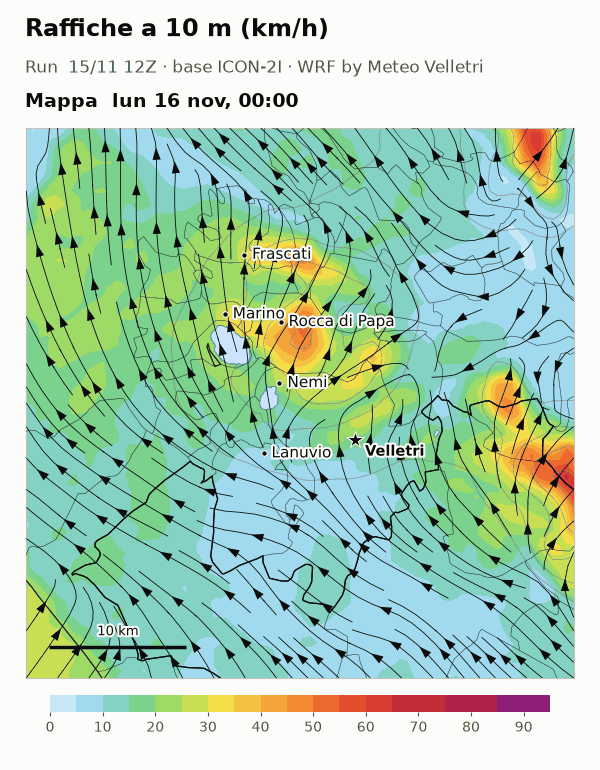 Raffiche a 10 m (km/h)
Run  15/11 12Z · base ICON-2I · WRF by Meteo Velletri
Mappa  lun 16 nov, 00:00
Frascati
Marino
Rocca di Papa
Nemi
Velletri
Lanuvio
10 km
0 10 20 30 40 50 60 70 80 90